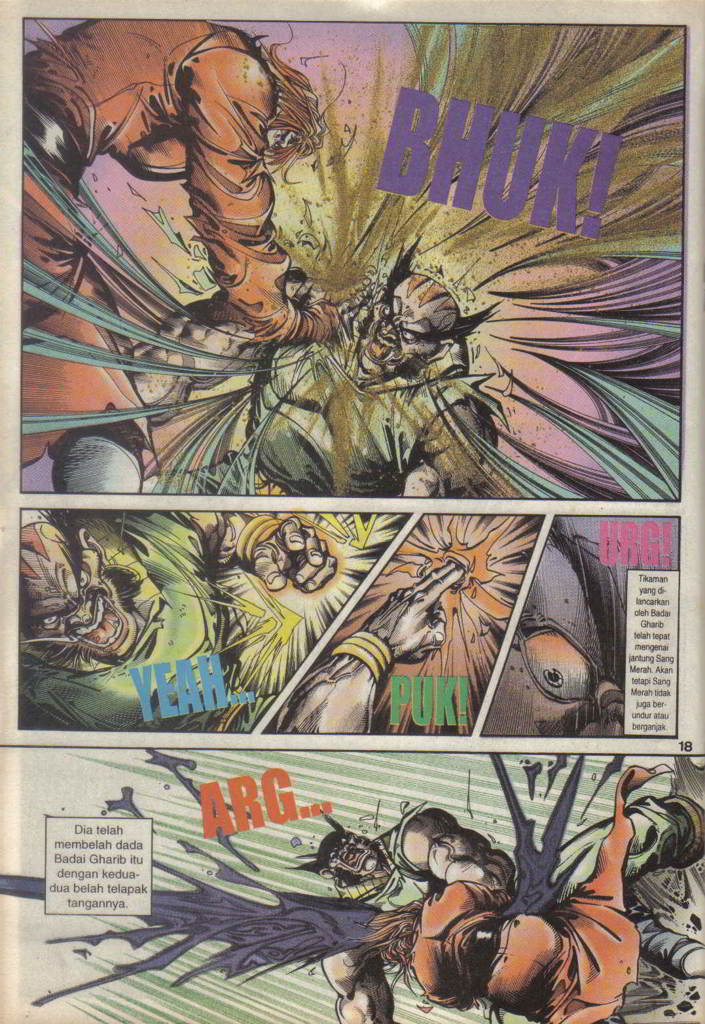 18
BHUK!
YEAH...
PUK!
URG!
Tikaman
yang di-
lancarkan
oleh Badai
Gharib
telah tepat
mengenai
jantung Sang
Merah. Akan
tetapi Sang
Merah tidak
juga ber-
undur atau
berganjak.
18
ARG...
Dia telah
membelah dada
Badai Gharib itu
dengan kedua-
dua belah telapak
tangannya.